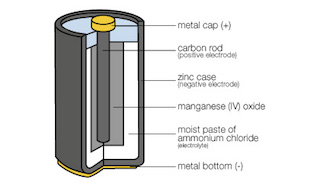 metal cap (+)
carbon rod
(positive electrode)
zinc case
(negative electrode)
manganese (IV) oxide
moist paste of
ammonium chloride
(electrolyte)
metal bottom (-)